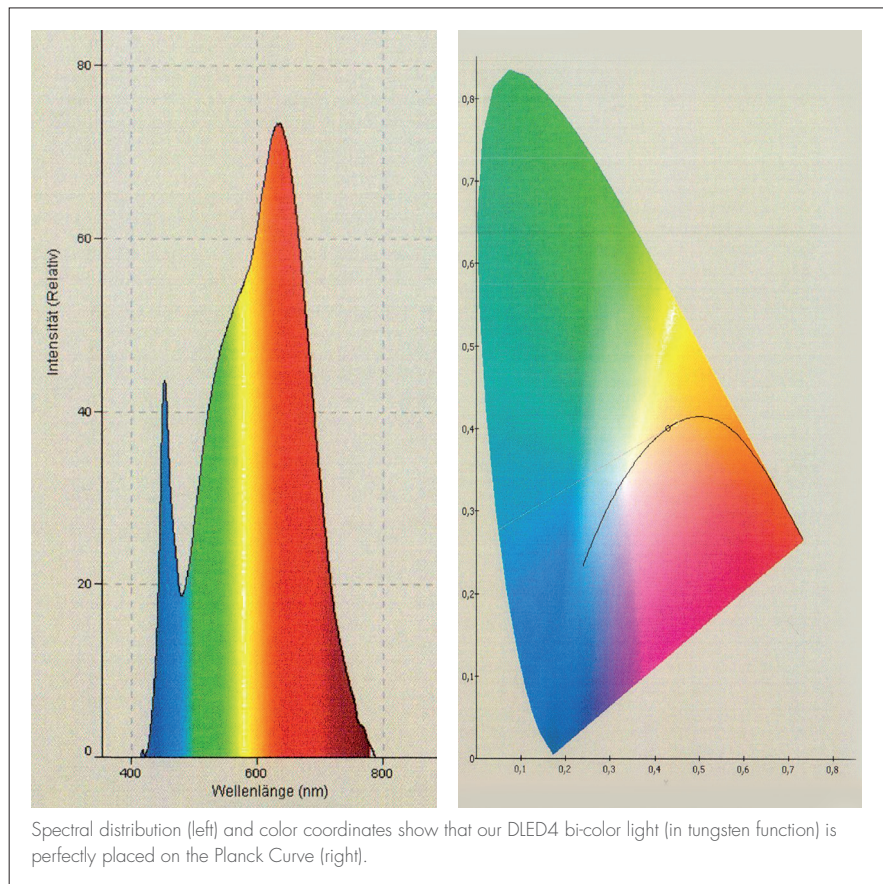 80
60
40
20
0
Intensität (Relativ)
400 600 800
Wellenlänge (nm)
0,8
0,7
0,6
0,5
0,4
0,3
0,2
0,1
0
0,1 0,2 0,3 0,4 0,5 0,6 0,7 0,8
Spectral distribution (left) and color coordinates show that our DLED4 bi-color light (in tungsten function) is
perfectly placed on the Planck Curve (right).